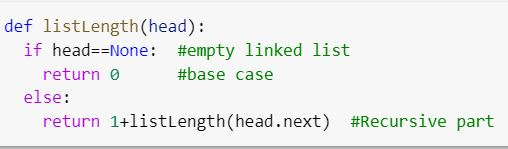 def listLength(head):
  if head==None:  #empty linked list
    return 0      #base case
  else:
    return 1+listLength(head.next)  #Recursive part